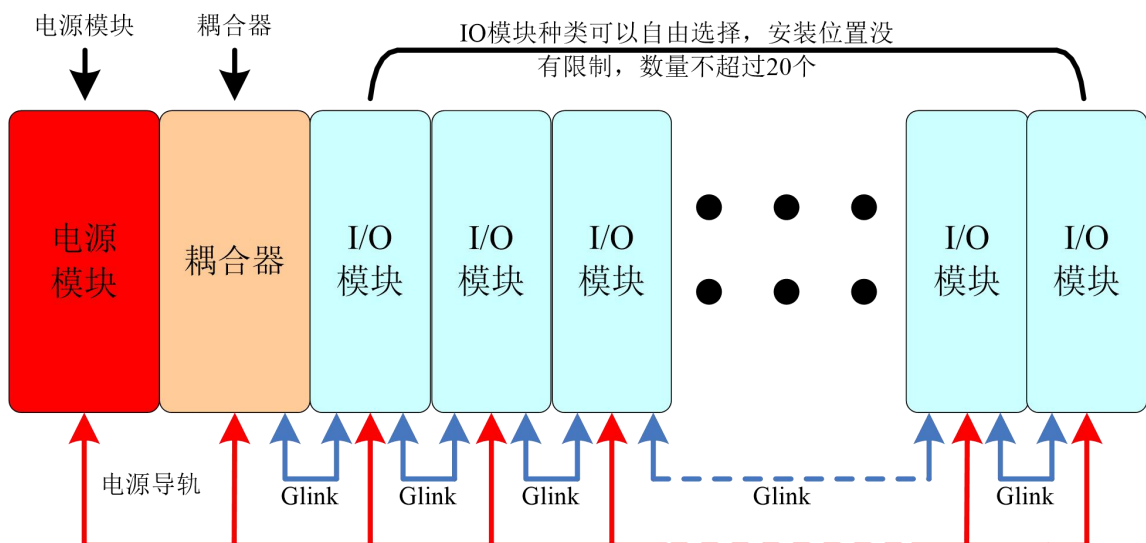 电源模块
耦合器
IO模块种类可以自由选择，安装位置没
有限制，数量不超过20个
电源
模块
耦合器
I/O
模块
I/O
模块
I/O
模块
I/O
模块
I/O
模块
电源导轨
Glink
Glink
Glink
Glink
Glink